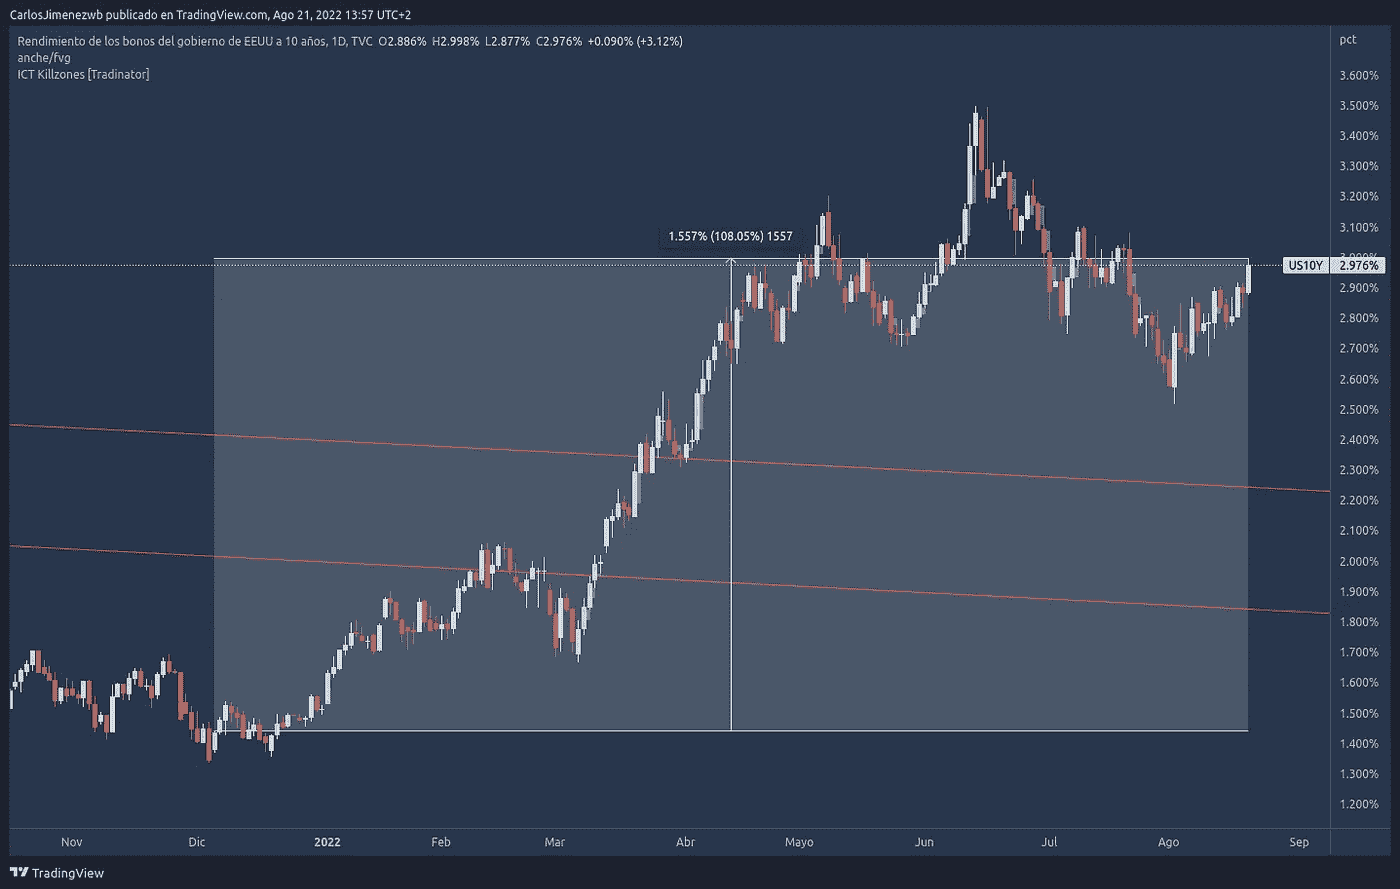 CarlosJimenezwb publicado en TradingView.com, Ago 21, 2022 13:57 UTC+2
Rendimiento de los bonos del gobierno de EEUU a 10 años, 1D, TVC O2.886% H2.998% L2.877% C2.976% +0.090% (+3.12%)
anche/fvg
ICT Killzones [Tradinator]
pct
3.600%
3.500%
3.400%
3.300%
3.200%
3.100%
1.557% (108.05%) 1557
3.000%
US10Y 2.976%
2.900%
2.800%
2.700%
2.600%
2.500%
2.400%
2.300%
2.200%
2.100%
2.000%
1.900%
1.800%
1.700%
1.600%
1.500%
1.400%
1.300%
1.200%
Nov Dic 2022 Feb Mar Abr Mayo Jun Jul Ago Sep
TradingView